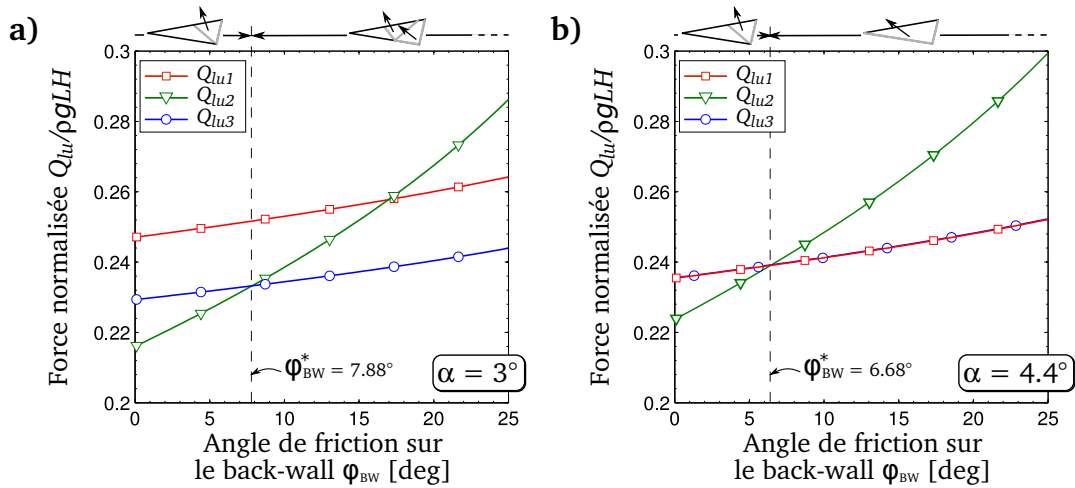 a)
0.3
0.28
0.26
0.24
0.22
0.2
Force normalisée Q_lu/ρgLH
Q_lu1
Q_lu2
Q_lu3
φ*_BW = 7.88°
α = 3°
0 5 10 15 20 25
Angle de friction sur
le back-wall φ_BW [deg]
b)
0.3
0.28
0.26
0.24
0.22
0.2
Force normalisée Q_lu/ρgLH
Q_lu1
Q_lu2
Q_lu3
φ*_BW = 6.68°
α = 4.4°
0 5 10 15 20 25
Angle de friction sur
le back-wall φ_BW [deg]